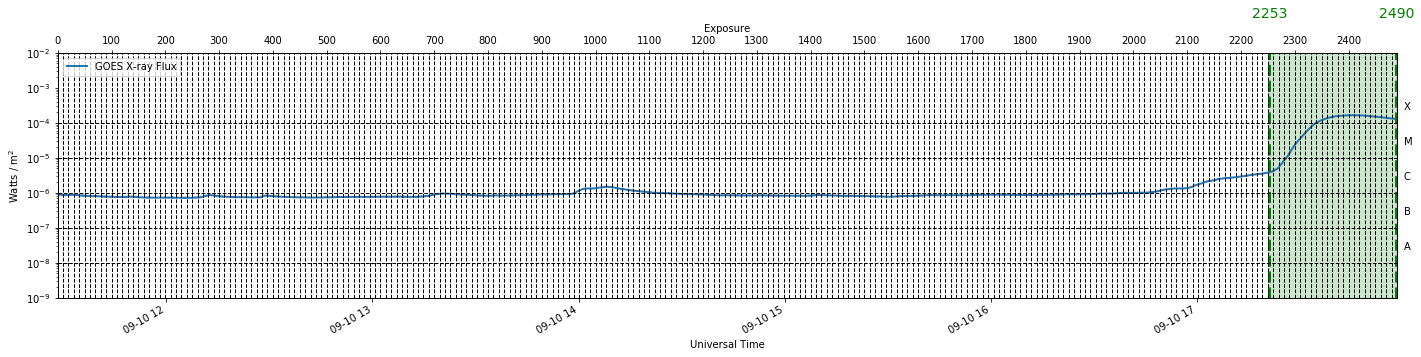 2253 2490
Exposure
0 100 200 300 400 500 600 700 800 900 1000 1100 1200 1300 1400 1500 1600 1700 1800 1900 2000 2100 2200 2300 2400
GOES X-ray Flux
10⁻²
10⁻³
X
10⁻⁴
M
10⁻⁵
C
10⁻⁶
B
10⁻⁷
A
10⁻⁸
10⁻⁹
Watts / m²
09-10 12 09-10 13 09-10 14 09-10 15 09-10 16 09-10 17
Universal Time